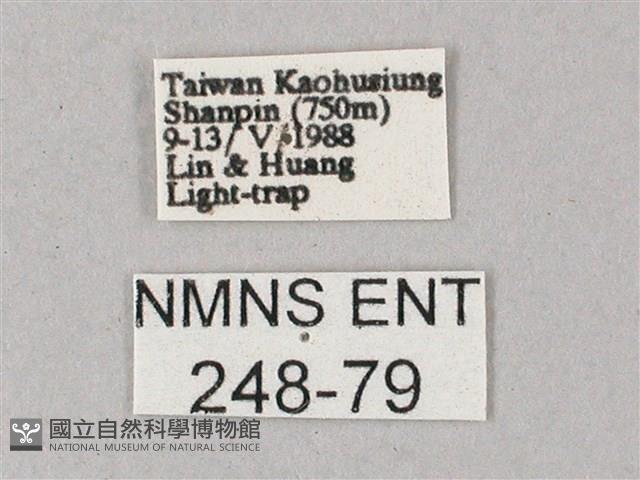 Taiwan Kaohusiung
Shanpin (750m)
9-13/ V/ 1988
Lin & Huang
Light-trap
NMNS ENT
248-79
國立自然科學博物館
NATIONAL MUSEUM OF NATURAL SCIENCE